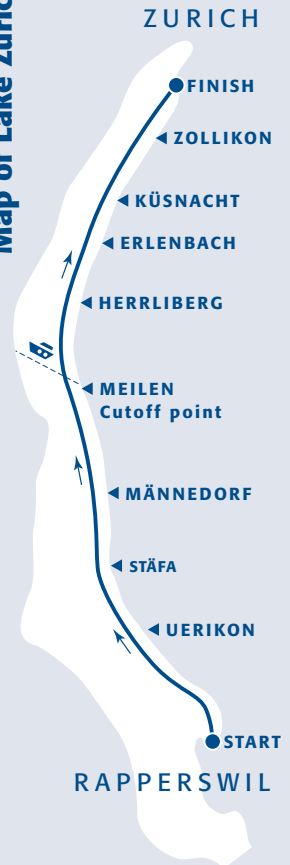 Map of Lake Zuric
ZURICH
FINISH
ZOLLIKON
KÜSNACHT
ERLENBACH
HERRLIBERG
MEILEN
Cutoff point
MÄNNEDORF
STÄFA
UERIKON
START
RAPPERSWIL